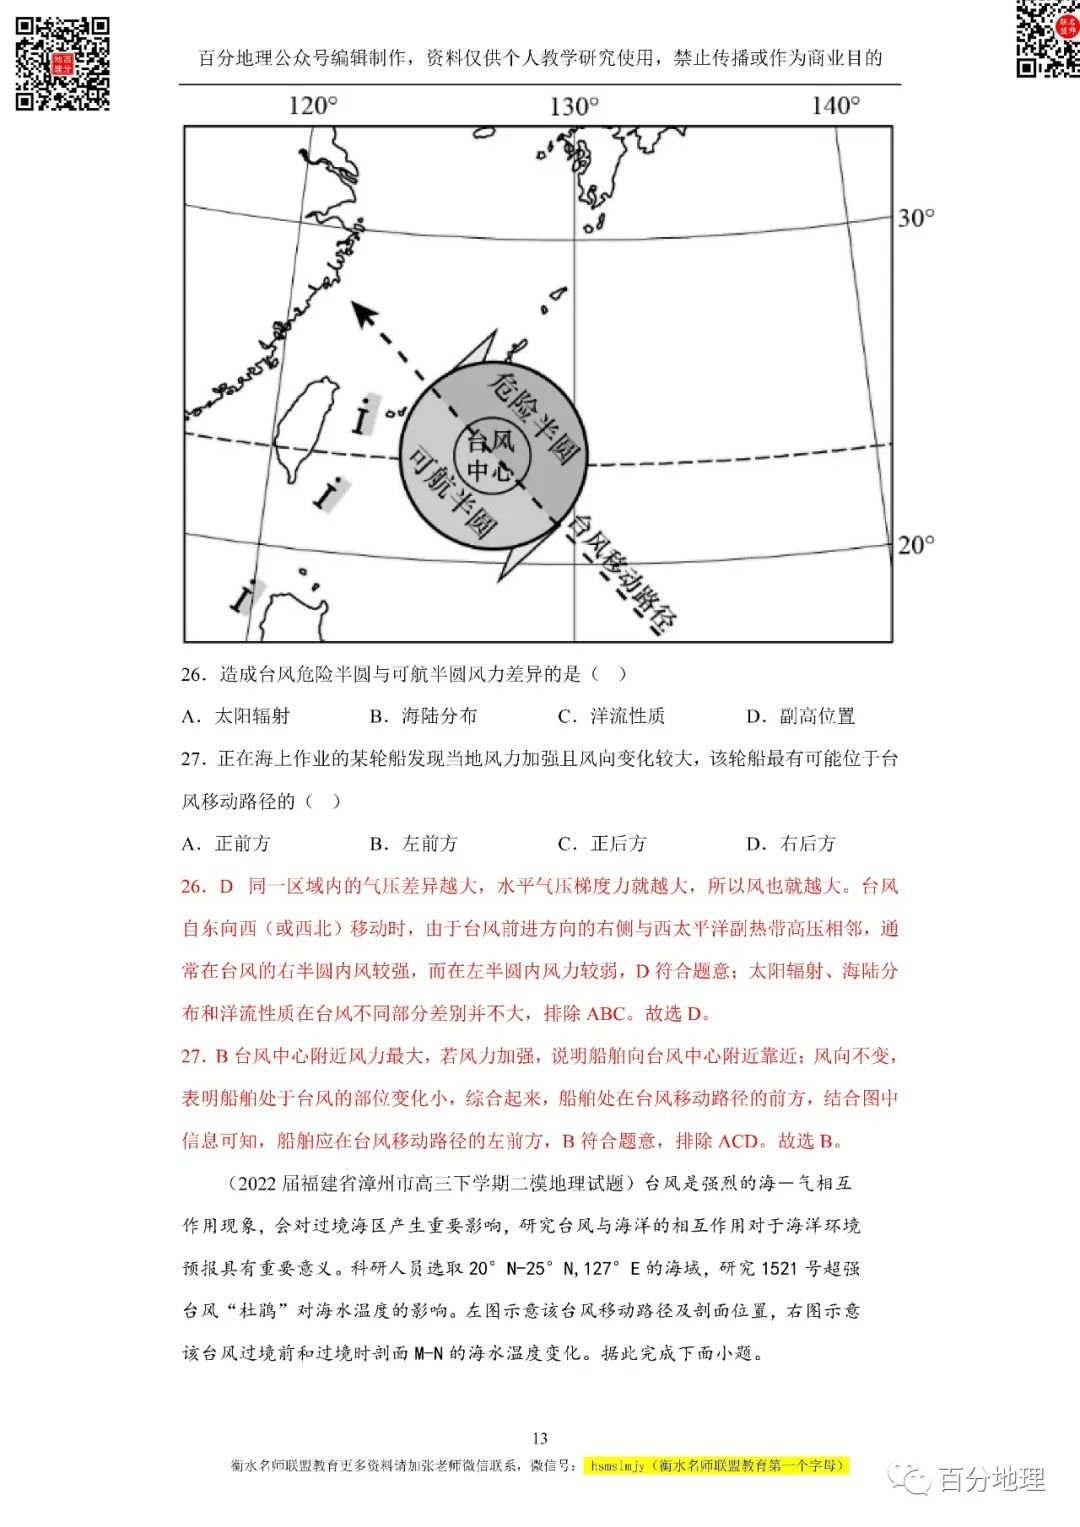 百分地理公众号编辑制作，资料仅供个人教学研究使用，禁止传播或作为商业目的
120° 130° 140°
30°
危险半圆
台风
中心
可航半圆
台风移动路径
20°
26．造成台风危险半圆与可航半圆风力差异的是（ ）
A．太阳辐射 B．海陆分布 C．洋流性质 D．副高位置
27．正在海上作业的某轮船发现当地风力加强且风向变化较大，该轮船最有可能位于台
风移动路径的（ ）
A．正前方 B．左前方 C．正后方 D．右后方
26．D 同一区域内的气压差异越大，水平气压梯度力就越大，所以风也就越大。台风
自东向西（或西北）移动时，由于台风前进方向的右侧与西太平洋副热带高压相邻，通
常在台风的右半圆内风较强，而在左半圆内风力较弱，D 符合题意；太阳辐射、海陆分
布和洋流性质在台风不同部分差别并不大，排除 ABC。故选 D。
27．B 台风中心附近风力最大，若风力加强，说明船舶向台风中心附近靠近；风向不变，
表明船舶处于台风的部位变化小，综合起来，船舶处在台风移动路径的前方，结合图中
信息可知，船舶应在台风移动路径的左前方，B 符合题意，排除 ACD。故选 B。
（2022 届福建省漳州市高三下学期二模地理试题）台风是强烈的海－气相互
作用现象，会对过境海区产生重要影响，研究台风与海洋的相互作用对于海洋环境
预报具有重要意义。科研人员选取 20°N-25°N,127°E 的海域，研究 1521 号超强
台风“杜鹃”对海水温度的影响。左图示意该台风移动路径及剖面位置，右图示意
该台风过境前和过境时剖面 M-N 的海水温度变化。据此完成下面小题。
13
衡水名师联盟教育更多资料请加张老师微信联系，微信号： hsmslmjy（衡水名师联盟教育第一个字母）
百分地理